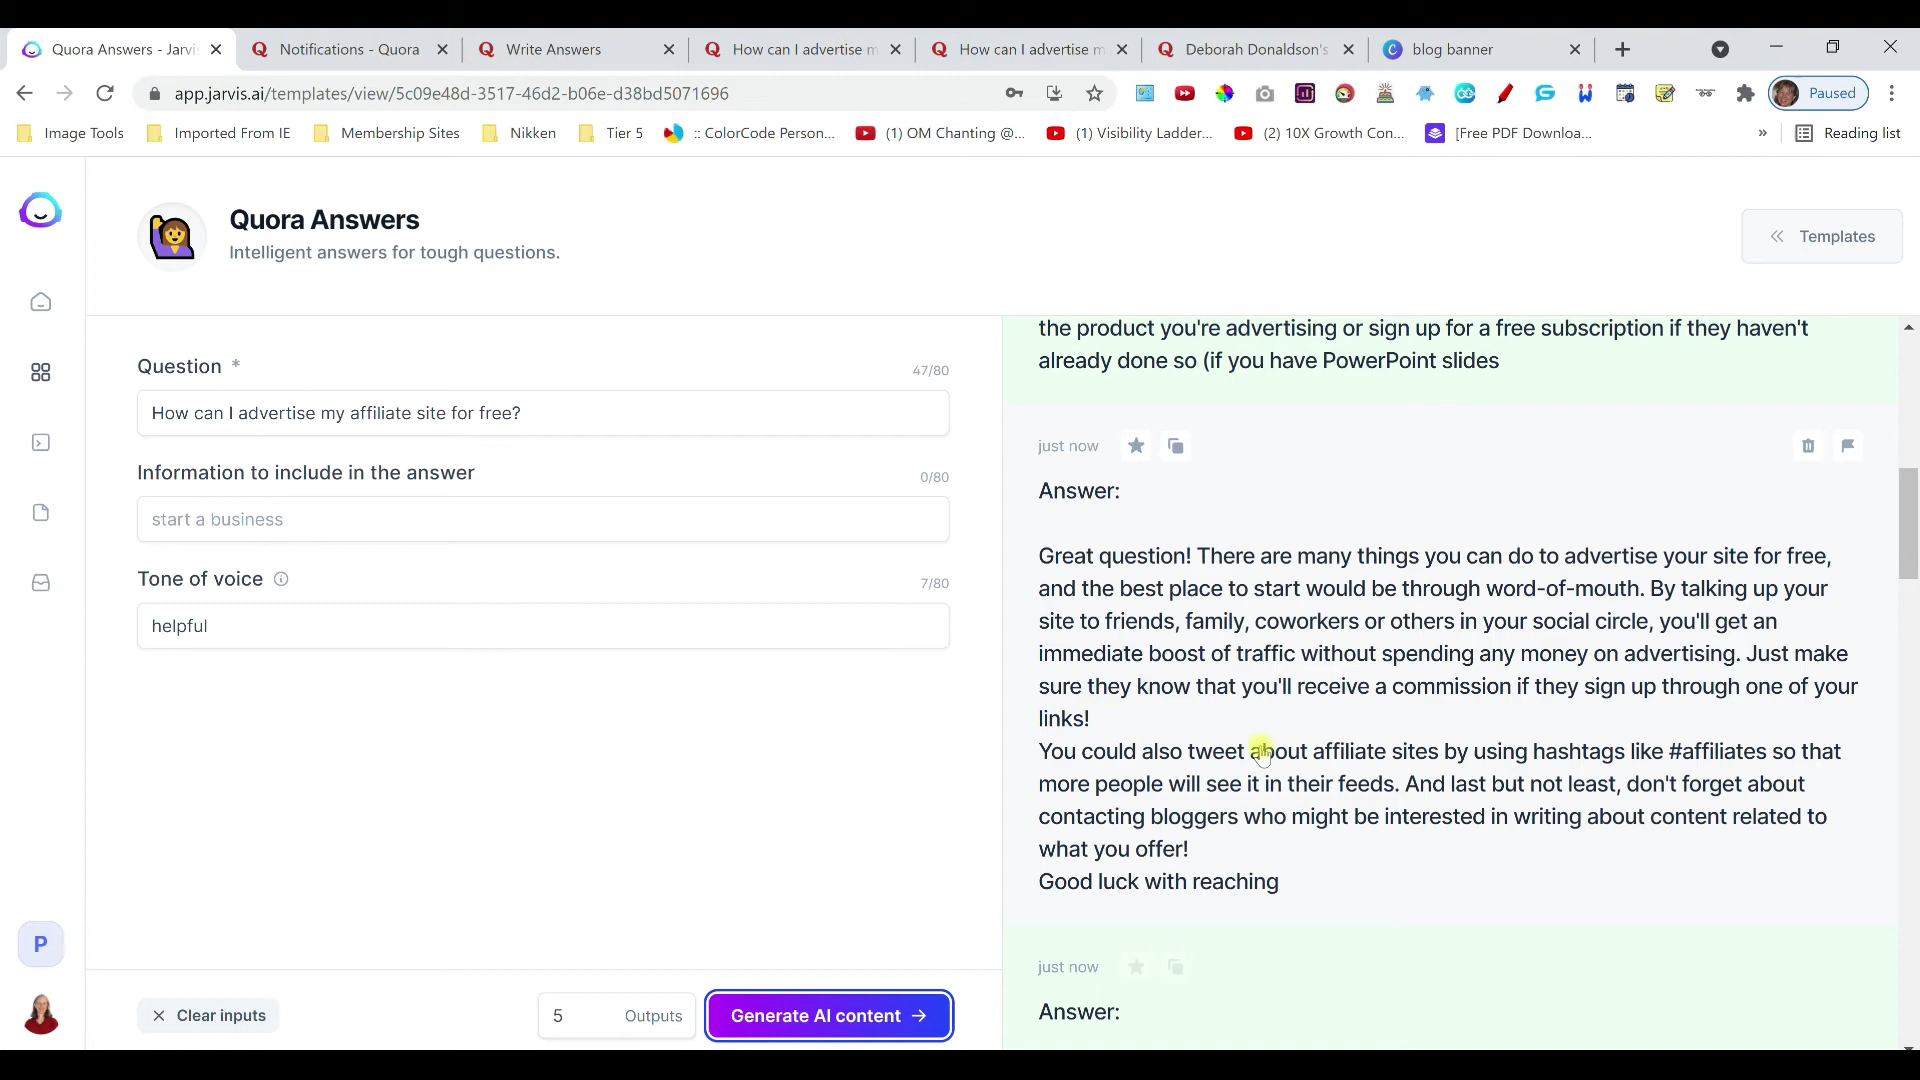 Quora Answers - Jarvis
Notifications - Quora
Write Answers
How can I advertise m
How can I advertise m
Deborah Donaldson's
blog banner
app.jarvis.ai/templates/view/5c09e48d-3517-46d2-b06e-d38bd5071696
Paused
Image Tools
Imported From IE
Membership Sites
Nikken
Tier 5
:: ColorCode Person...
(1) OM Chanting @...
(1) Visibility Ladder...
(2) 10X Growth Con...
[Free PDF Downloa...
»
Reading list
Quora Answers
Intelligent answers for tough questions.
Templates
Question *
47/80
How can I advertise my affiliate site for free?
Information to include in the answer
0/80
start a business
Tone of voice
7/80
helpful
Clear inputs
5 Outputs
Generate AI content →
P
the product you're advertising or sign up for a free subscription if they haven't
already done so (if you have PowerPoint slides
just now
Answer:
Great question! There are many things you can do to advertise your site for free,
and the best place to start would be through word-of-mouth. By talking up your
site to friends, family, coworkers or others in your social circle, you'll get an
immediate boost of traffic without spending any money on advertising. Just make
sure they know that you'll receive a commission if they sign up through one of your
links!
You could also tweet about affiliate sites by using hashtags like #affiliates so that
more people will see it in their feeds. And last but not least, don't forget about
contacting bloggers who might be interested in writing about content related to
what you offer!
Good luck with reaching
just now
Answer: